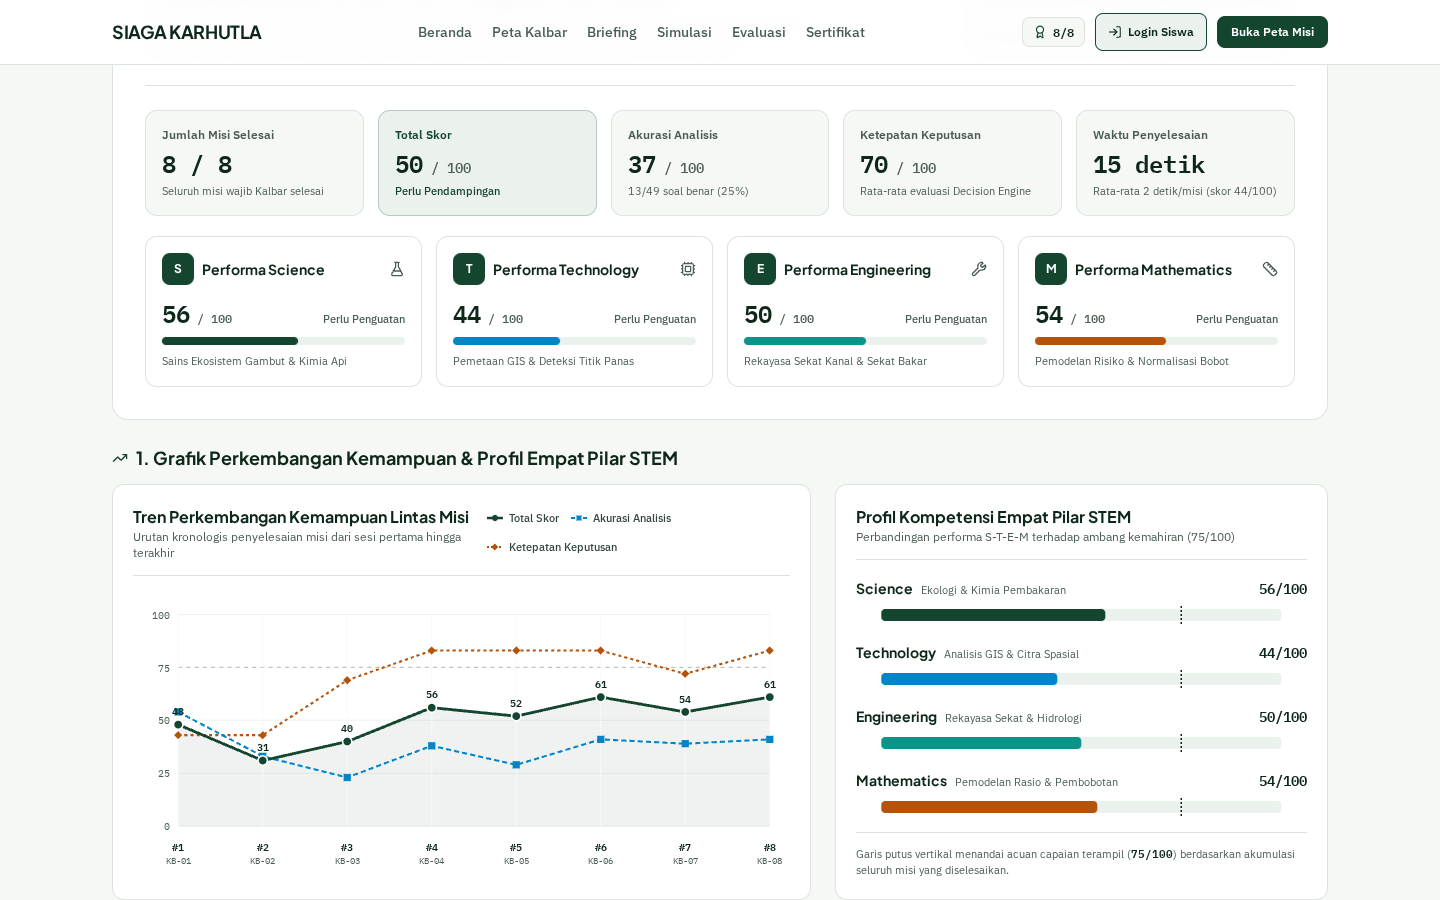 SIAGA KARHUTLA
Beranda
Peta Kalbar
Briefing
Simulasi
Evaluasi
Sertifikat
8/8
Login Siswa
Buka Peta Misi
Jumlah Misi Selesai
8 / 8
Seluruh misi wajib Kalbar selesai
Total Skor
50 / 100
Perlu Pendampingan
Akurasi Analisis
37 / 100
13/49 soal benar (25%)
Ketepatan Keputusan
70 / 100
Rata-rata evaluasi Decision Engine
Waktu Penyelesaian
15 detik
Rata-rata 2 detik/misi (skor 44/100)
S
Performa Science
56 / 100
Perlu Penguatan
Sains Ekosistem Gambut & Kimia Api
T
Performa Technology
44 / 100
Perlu Penguatan
Pemetaan GIS & Deteksi Titik Panas
E
Performa Engineering
50 / 100
Perlu Penguatan
Rekayasa Sekat Kanal & Sekat Bakar
M
Performa Mathematics
54 / 100
Perlu Penguatan
Pemodelan Risiko & Normalisasi Bobot
1. Grafik Perkembangan Kemampuan & Profil Empat Pilar STEM
Tren Perkembangan Kemampuan Lintas Misi
Urutan kronologis penyelesaian misi dari sesi pertama hingga
terakhir
Total Skor
Akurasi Analisis
Ketepatan Keputusan
100
75
50
25
0
48
31
40
56
52
61
54
61
#1
#2
#3
#4
#5
#6
#7
#8
KB-01
KB-02
KB-03
KB-04
KB-05
KB-06
KB-07
KB-08
Profil Kompetensi Empat Pilar STEM
Perbandingan performa S-T-E-M terhadap ambang kemahiran (75/100)
Science Ekologi & Kimia Pembakaran 56/100
Technology Analisis GIS & Citra Spasial 44/100
Engineering Rekayasa Sekat & Hidrologi 50/100
Mathematics Pemodelan Rasio & Pembobotan 54/100
Garis putus vertikal menandai acuan capaian terampil (75/100) berdasarkan akumulasi
seluruh misi yang diselesaikan.